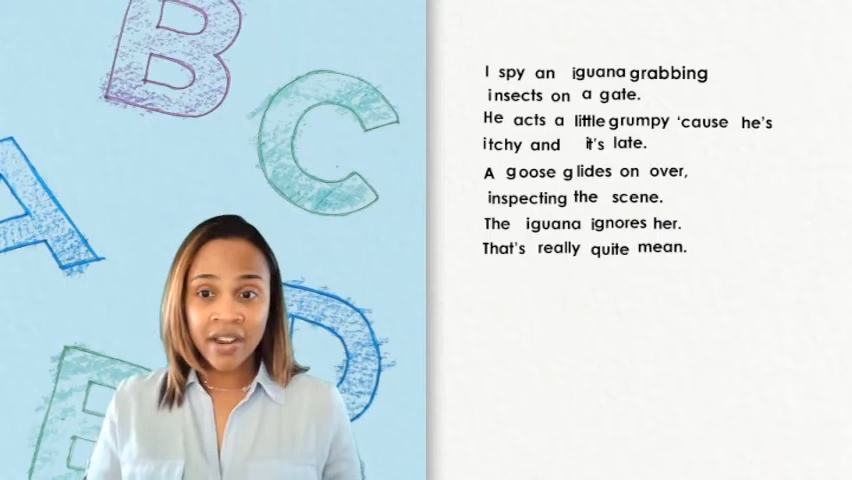 B
C
A
D
E
I spy an iguana grabbing
insects on a gate.
He acts a little grumpy ‘cause he's
itchy and it's late.
A goose glides on over,
inspecting the scene.
The iguana ignores her.
That's really quite mean.